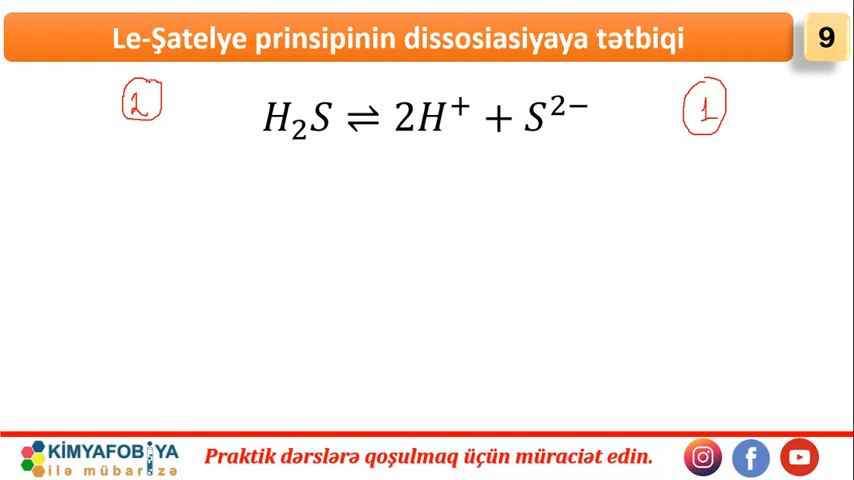 Le-Şatelye prinsipinin dissosiasiyaya tətbiqi
9
2
H₂S ⇌ 2H⁺ + S²⁻
1
KİMYAFOBİYA
ilə mübarizə
Praktik dərslərə qoşulmaq üçün müraciət edin.